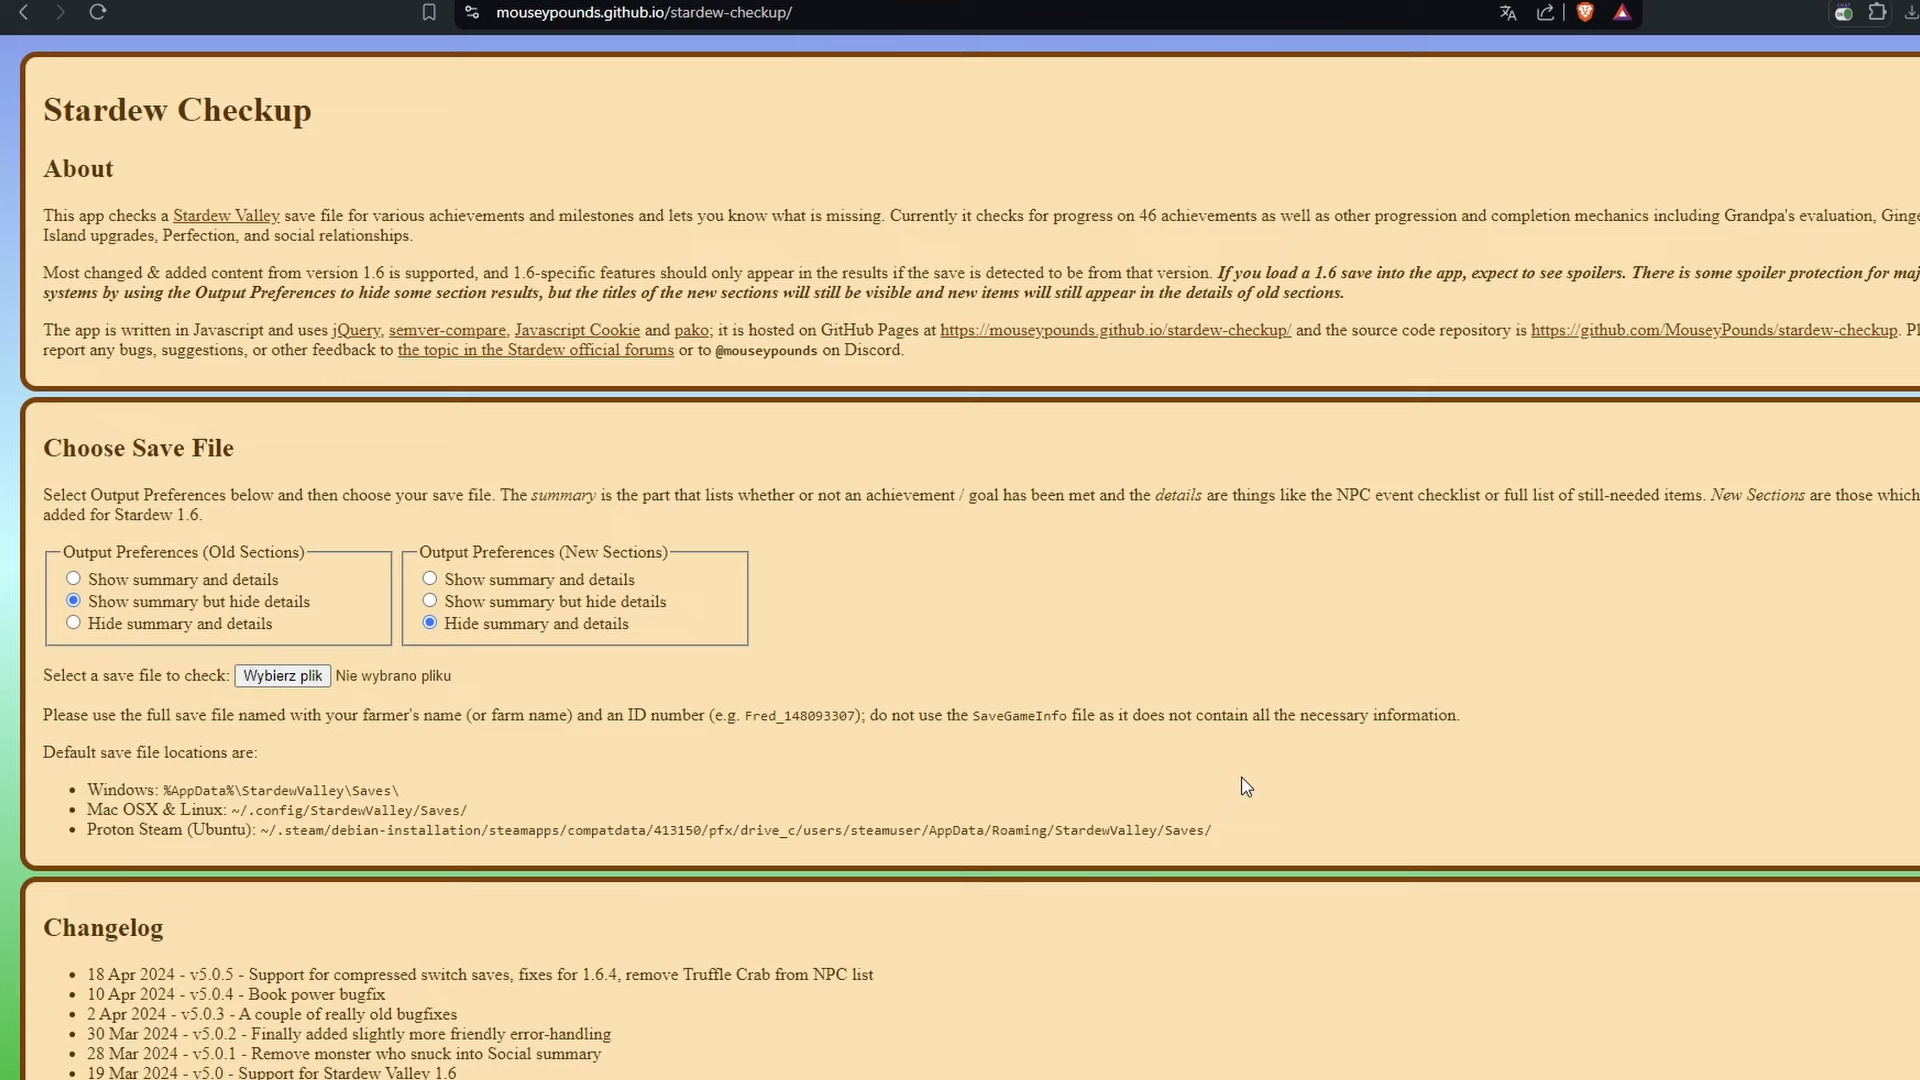 mouseypounds.github.io/stardew-checkup/
Stardew Checkup
About
This app checks a Stardew Valley save file for various achievements and milestones and lets you know what is missing. Currently it checks for progress on 46 achievements as well as other progression and completion mechanics including Grandpa's evaluation, Ginge
Island upgrades, Perfection, and social relationships.
Most changed & added content from version 1.6 is supported, and 1.6-specific features should only appear in the results if the save is detected to be from that version. If you load a 1.6 save into the app, expect to see spoilers. There is some spoiler protection for maj
systems by using the Output Preferences to hide some section results, but the titles of the new sections will still be visible and new items will still appear in the details of old sections.
The app is written in Javascript and uses jQuery, semver-compare, Javascript Cookie and pako; it is hosted on GitHub Pages at https://mouseypounds.github.io/stardew-checkup/ and the source code repository is https://github.com/MouseyPounds/stardew-checkup. Pl
report any bugs, suggestions, or other feedback to the topic in the Stardew official forums or to @mouseypounds on Discord.
Choose Save File
Select Output Preferences below and then choose your save file. The summary is the part that lists whether or not an achievement / goal has been met and the details are things like the NPC event checklist or full list of still-needed items. New Sections are those which
added for Stardew 1.6.
Output Preferences (Old Sections)
Show summary and details
Show summary but hide details
Hide summary and details
Output Preferences (New Sections)
Show summary and details
Show summary but hide details
Hide summary and details
Select a save file to check: Wybierz plik Nie wybrano pliku
Please use the full save file named with your farmer's name (or farm name) and an ID number (e.g. Fred_148093307); do not use the SaveGameInfo file as it does not contain all the necessary information.
Default save file locations are:
• Windows: %AppData%\StardewValley\Saves\
• Mac OSX & Linux: ~/.config/StardewValley/Saves/
• Proton Steam (Ubuntu): ~/.steam/debian-installation/steamapps/compatdata/413150/pfx/drive_c/users/steamuser/AppData/Roaming/StardewValley/Saves/
Changelog
• 18 Apr 2024 - v5.0.5 - Support for compressed switch saves, fixes for 1.6.4, remove Truffle Crab from NPC list
• 10 Apr 2024 - v5.0.4 - Book power bugfix
• 2 Apr 2024 - v5.0.3 - A couple of really old bugfixes
• 30 Mar 2024 - v5.0.2 - Finally added slightly more friendly error-handling
• 28 Mar 2024 - v5.0.1 - Remove monster who snuck into Social summary
• 19 Mar 2024 - v5.0 - Support for Stardew Valley 1.6